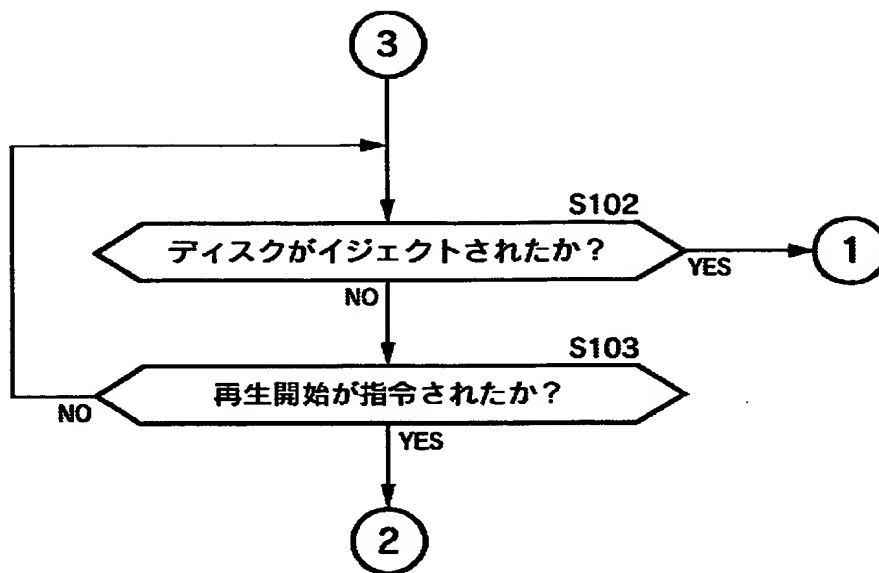 3
S102
ディスクがイジェクトされたか?
YES
1
NO
S103
再生開始が指令されたか?
NO
YES
2